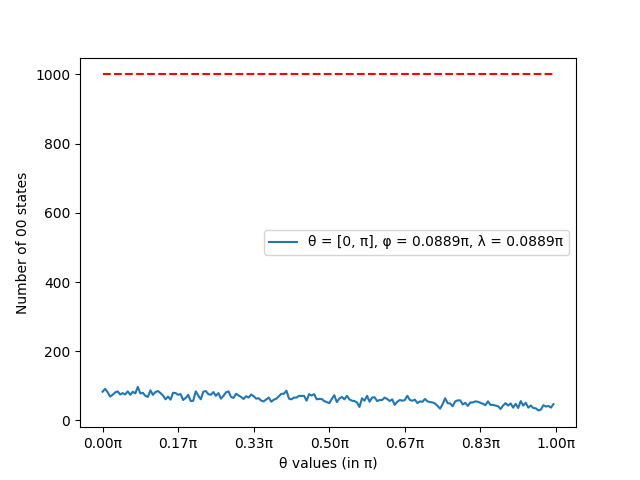 1000
800
600
400
200
0
Number of 00 states
θ = [0, π], φ = 0.0889π, λ = 0.0889π
0.00π 0.17π 0.33π 0.50π 0.67π 0.83π 1.00π
θ values (in π)